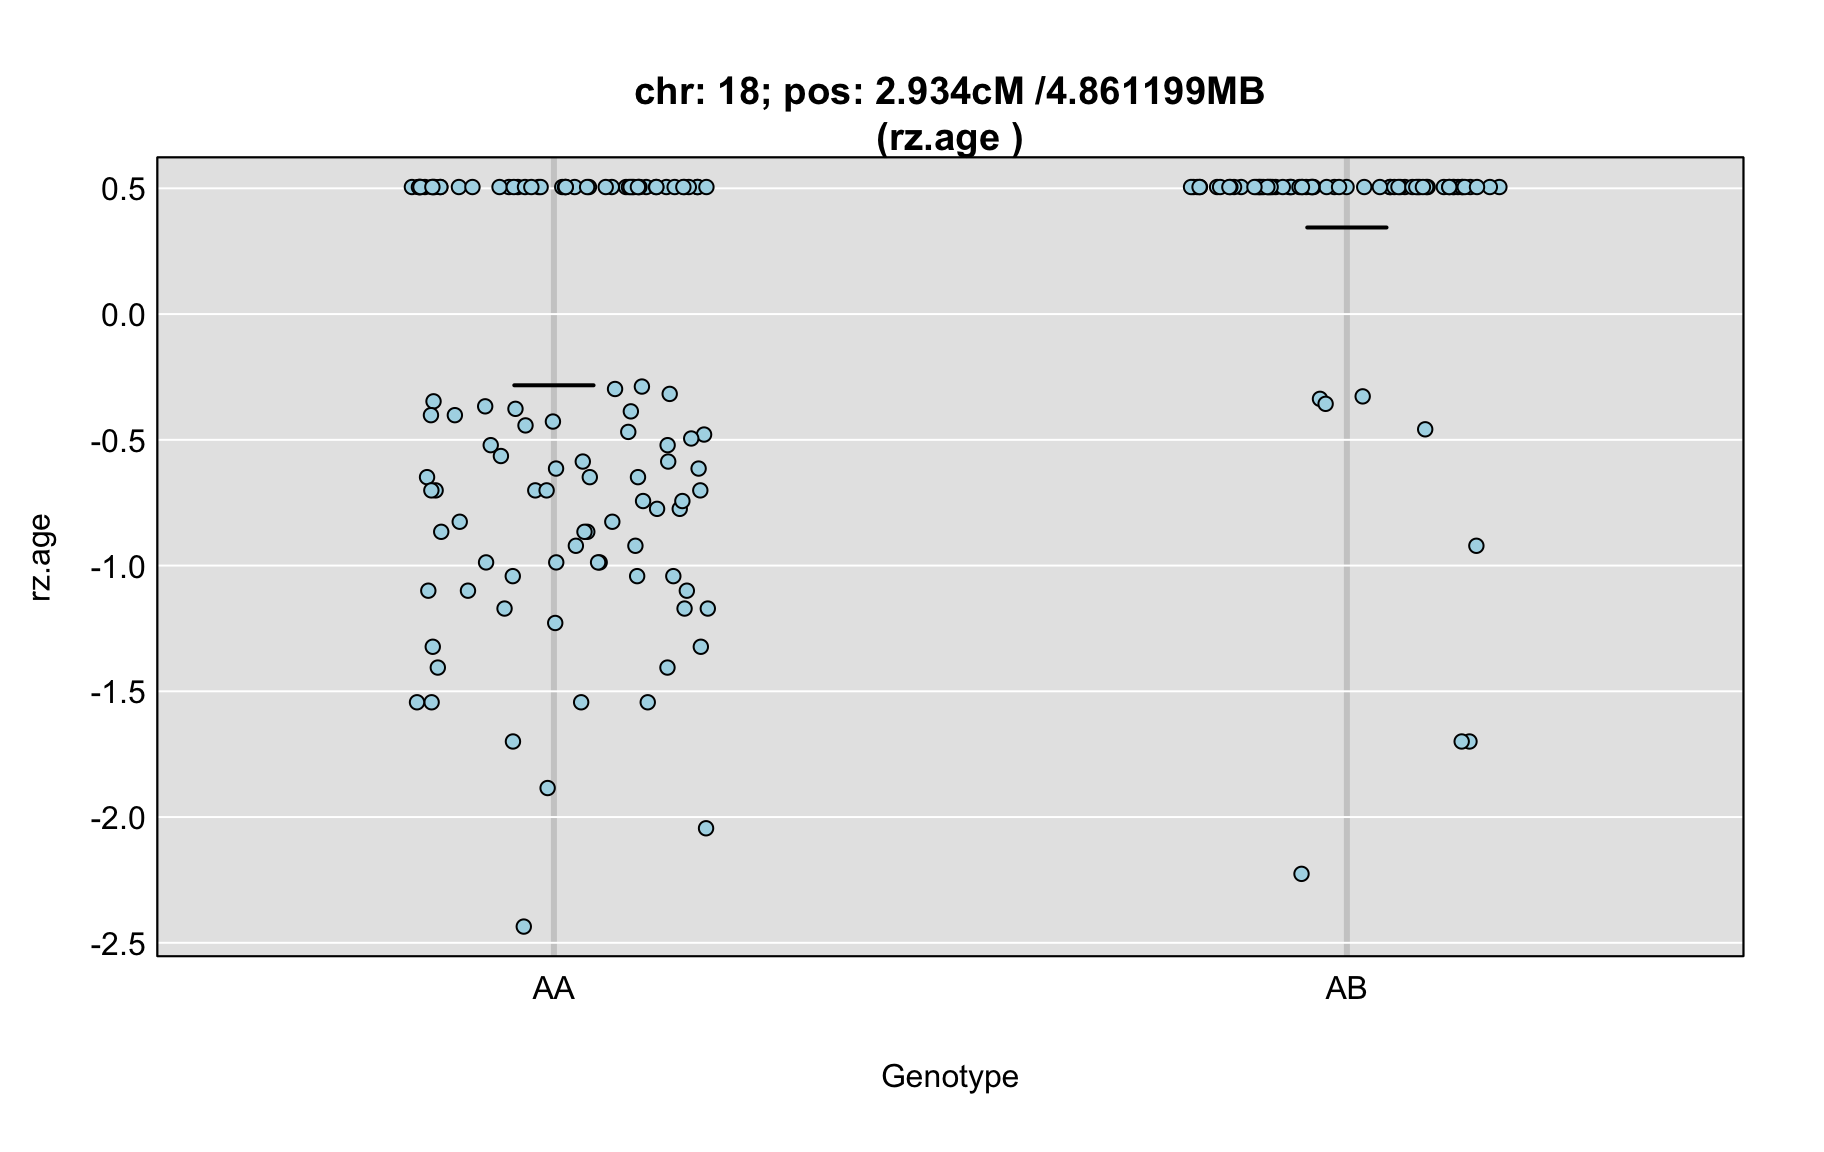 chr: 18; pos: 2.934cM /4.861199MB
(rz.age )
0.5
0.0
-0.5
-1.0
-1.5
-2.0
-2.5
rz.age
AA
AB
Genotype